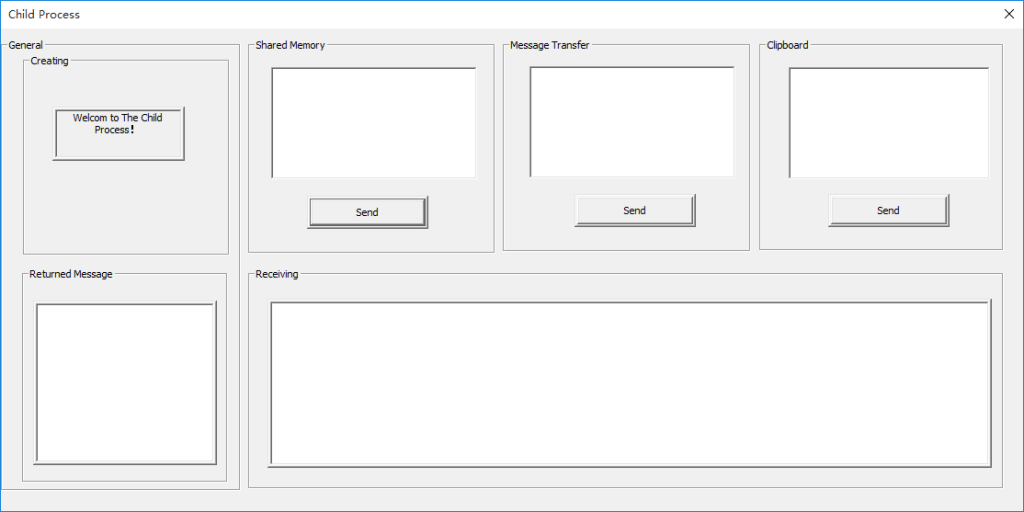 Child Process
General
Creating
Welcom to The Child
Process!
Shared Memory
Send
Message Transfer
Send
Clipboard
Send
Returned Message
Receiving